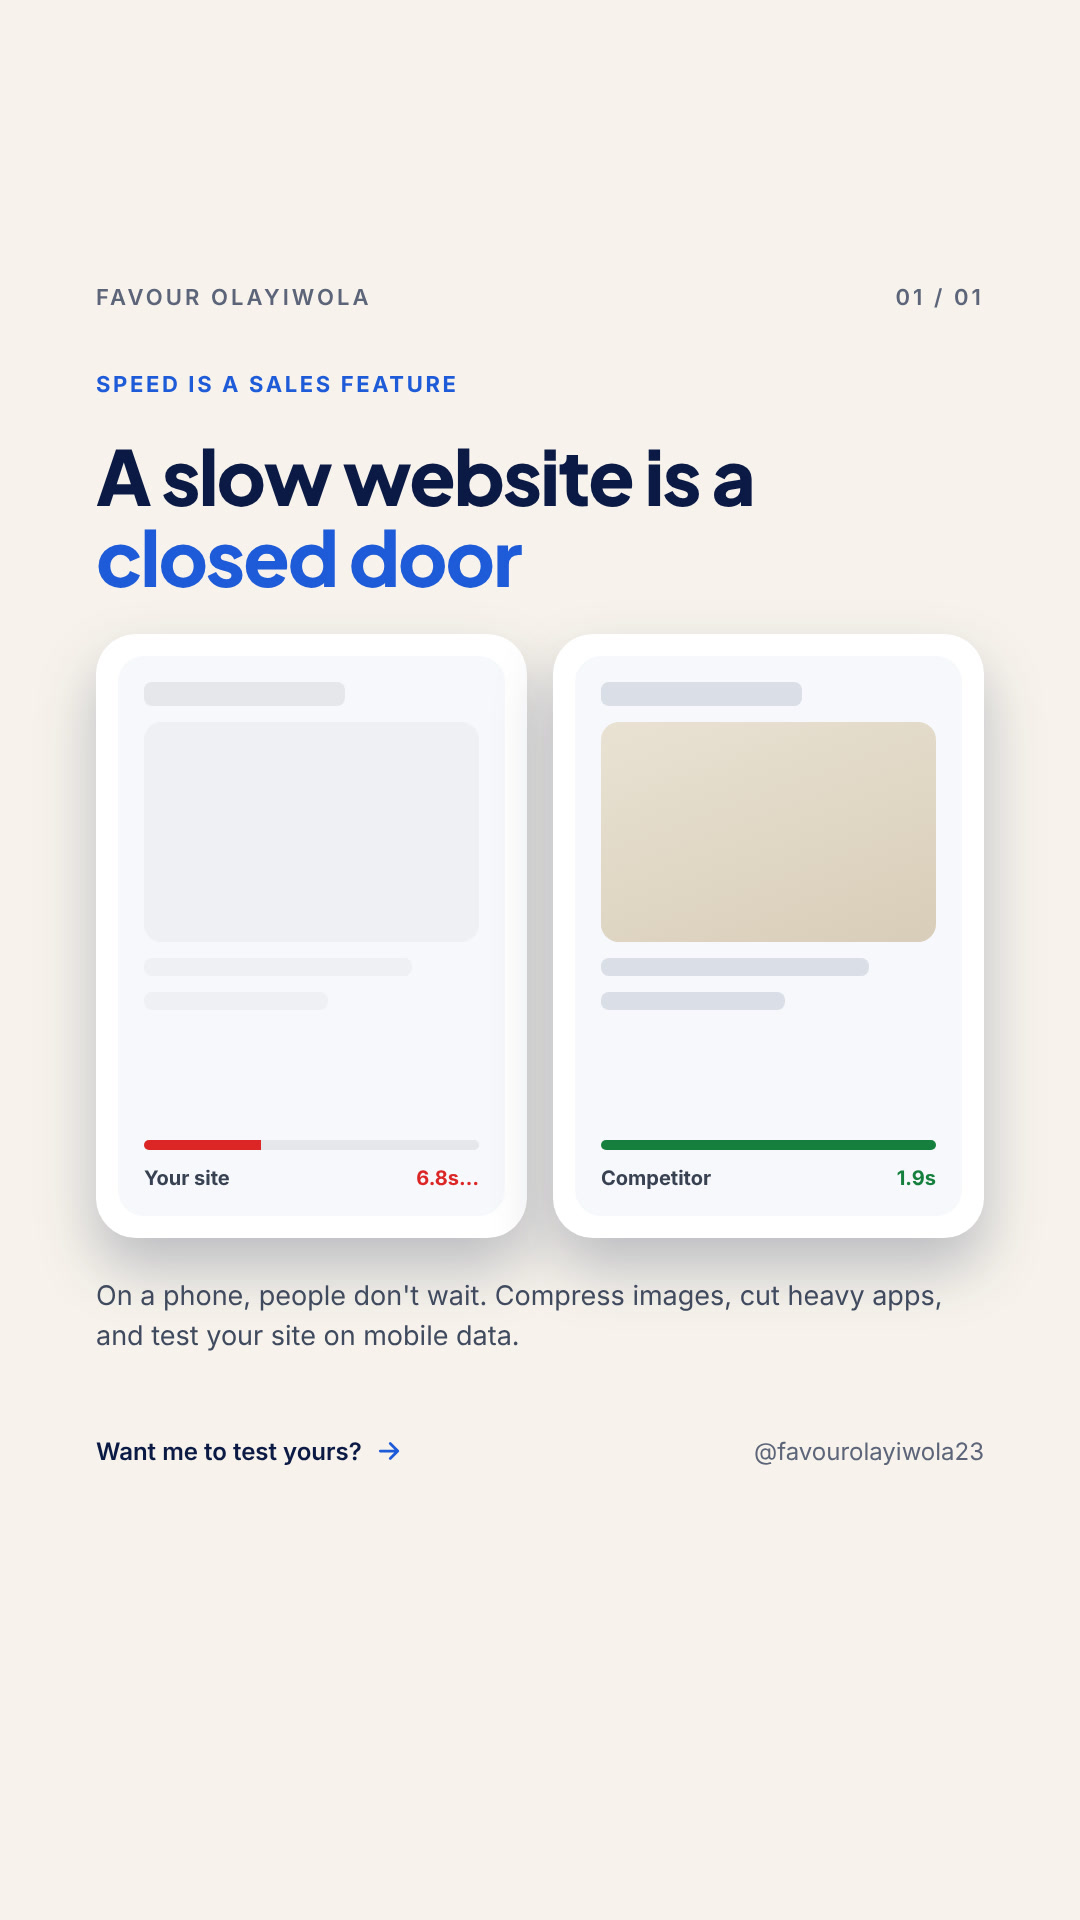 FAVOUR OLAYIWOLA
01 / 01
SPEED IS A SALES FEATURE
A slow website is a
closed door
Your site
6.8s...
Competitor
1.9s
On a phone, people don't wait. Compress images, cut heavy apps,
and test your site on mobile data.
Want me to test yours? →
@favourolayiwola23